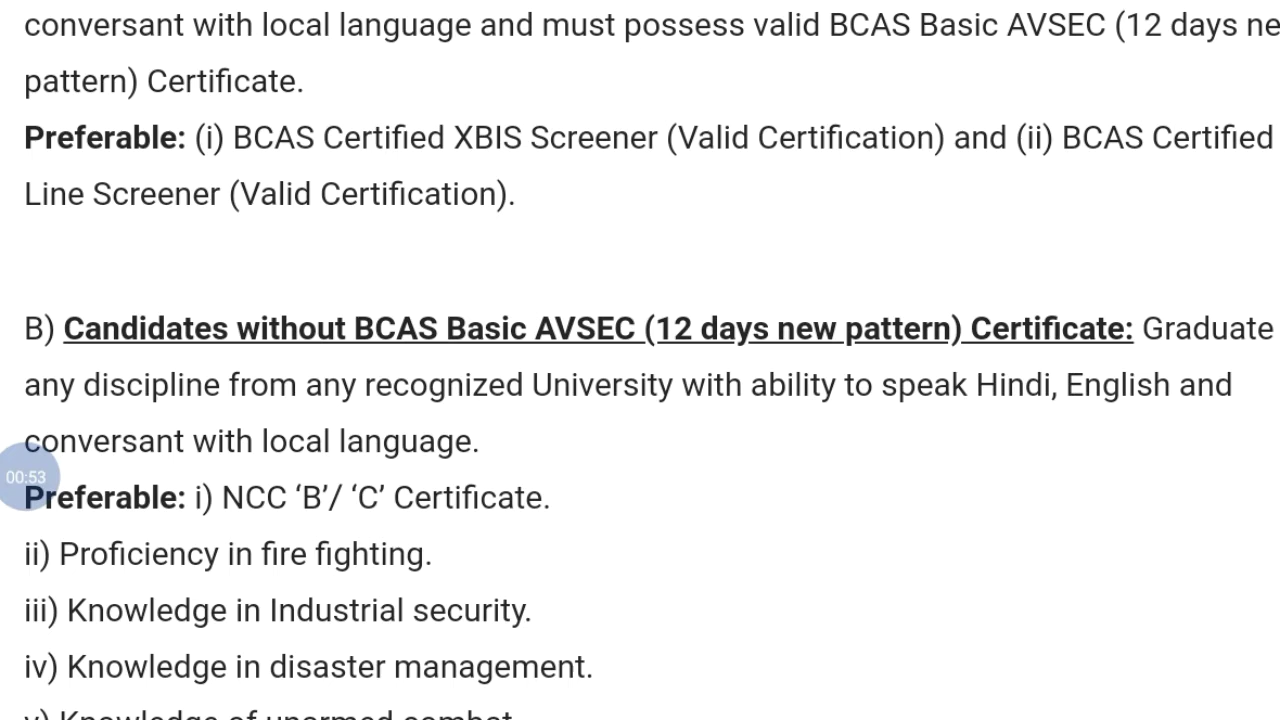 conversant with local language and must possess valid BCAS Basic AVSEC (12 days ne
pattern) Certificate.
Preferable: (i) BCAS Certified XBIS Screener (Valid Certification) and (ii) BCAS Certified
Line Screener (Valid Certification).
B) Candidates without BCAS Basic AVSEC (12 days new pattern) Certificate: Graduate
any discipline from any recognized University with ability to speak Hindi, English and
conversant with local language.
00:53
Preferable: i) NCC ‘B’/ ‘C’ Certificate.
ii) Proficiency in fire fighting.
iii) Knowledge in Industrial security.
iv) Knowledge in disaster management.
v) Knowledge of unarmed combat